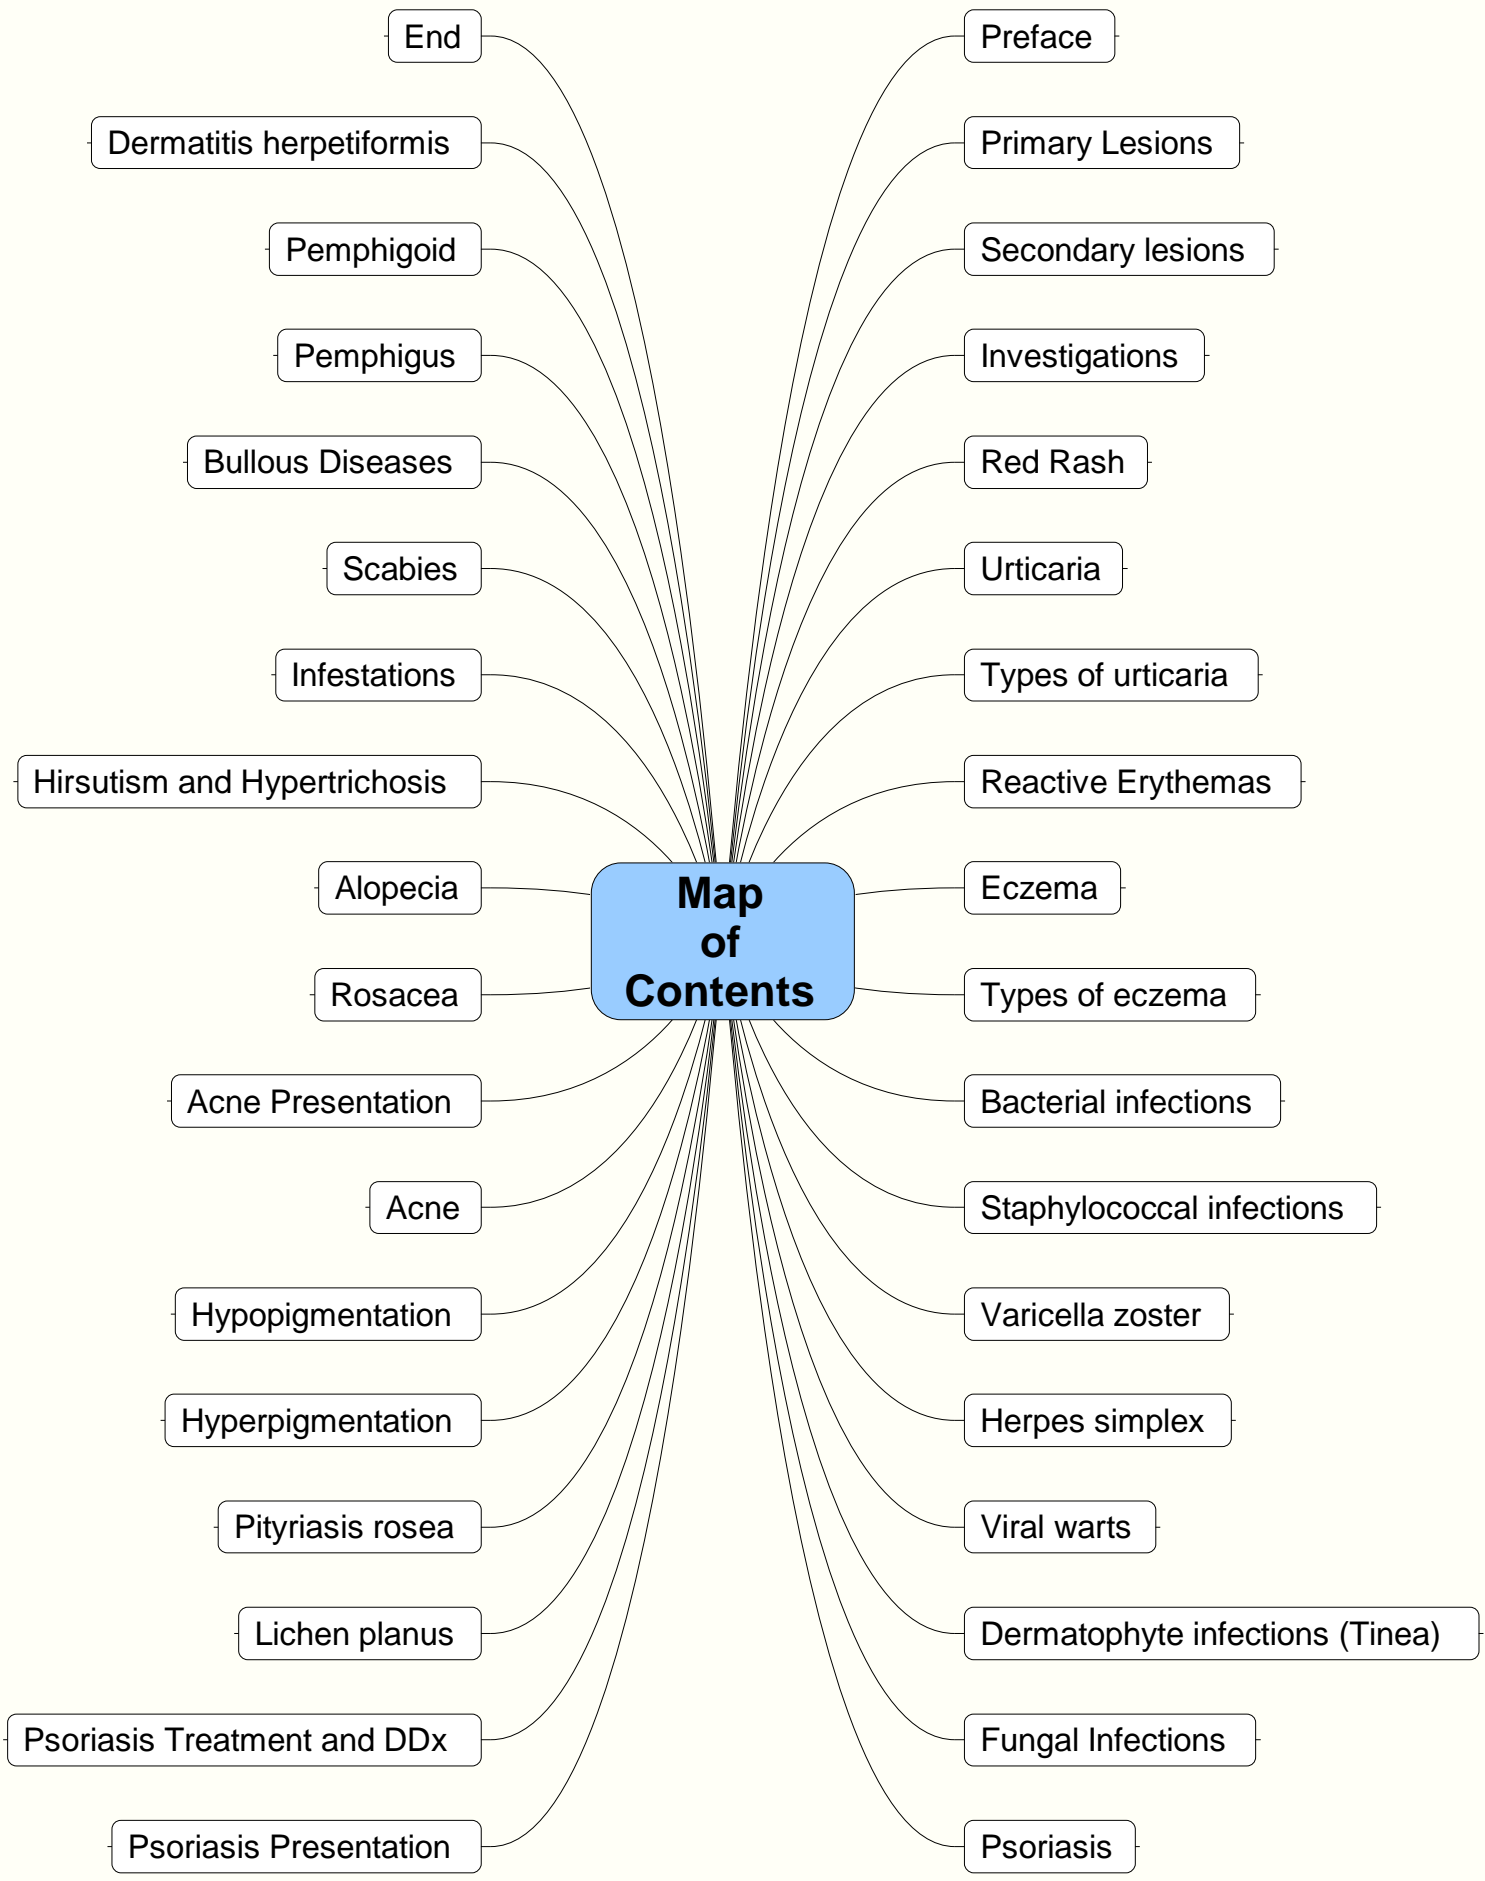 Map
of
Contents
Preface
Primary Lesions
Secondary lesions
Investigations
Red Rash
Urticaria
Types of urticaria
Reactive Erythemas
Eczema
Types of eczema
Bacterial infections
Staphylococcal infections
Varicella zoster
Herpes simplex
Viral warts
Dermatophyte infections (Tinea)
Fungal Infections
Psoriasis
Psoriasis Presentation
Psoriasis Treatment and DDx
Lichen planus
Pityriasis rosea
Hyperpigmentation
Hypopigmentation
Acne
Acne Presentation
Rosacea
Alopecia
Hirsutism and Hypertrichosis
Infestations
Scabies
Bullous Diseases
Pemphigus
Pemphigoid
Dermatitis herpetiformis
End